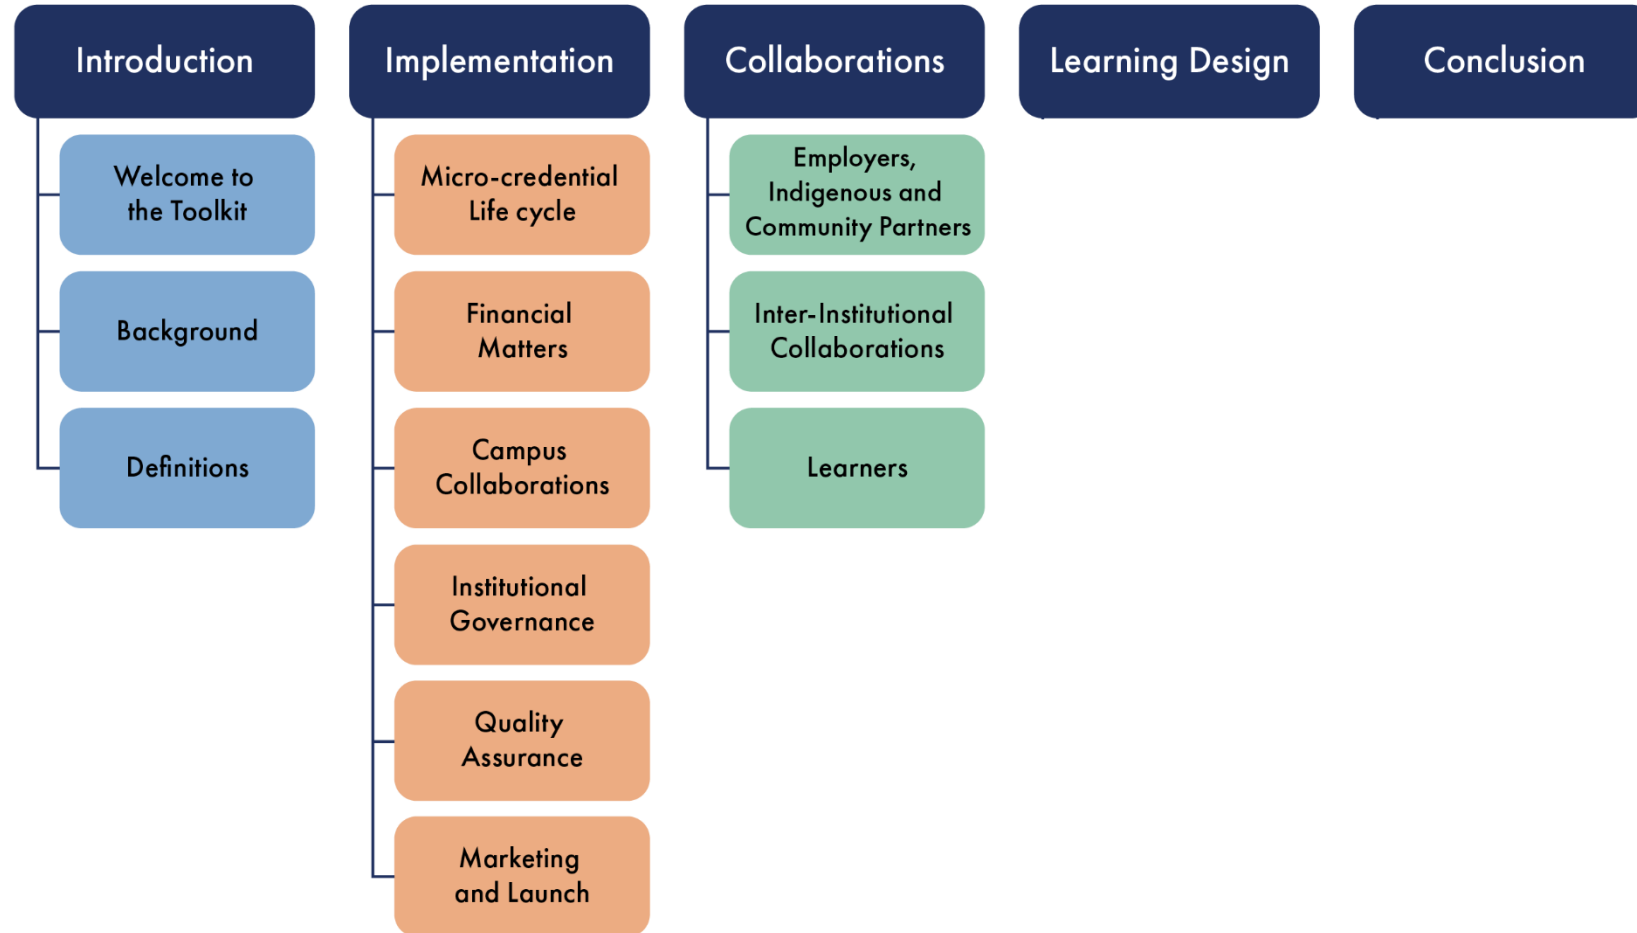 Introduction
Welcome to
the Toolkit
Background
Definitions
Implementation
Micro-credential
Life cycle
Financial
Matters
Campus
Collaborations
Institutional
Governance
Quality
Assurance
Marketing
and Launch
Collaborations
Employers,
Indigenous and
Community Partners
Inter-Institutional
Collaborations
Learners
Learning Design
Conclusion